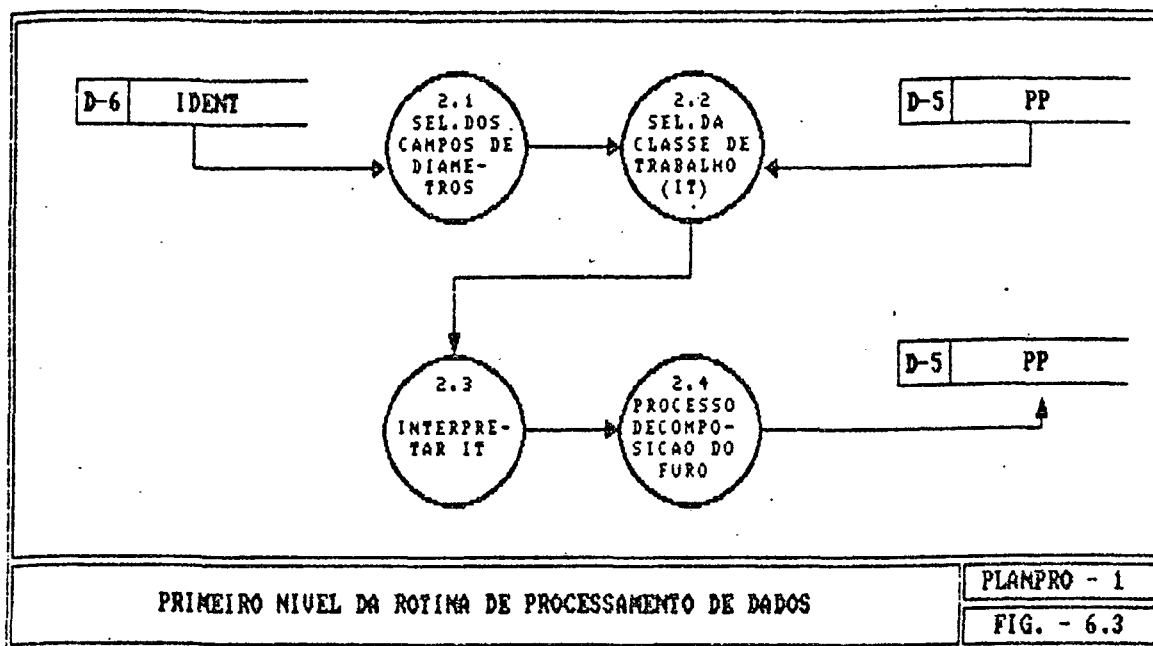 D-6 IDENT
2.1
SEL.DOS
CAMPOS DE
DIAME-
TROS
2.2
SEL.DA
CLASSE DE
TRABALHO
(IT)
D-5 PP
2.3
INTERPRE-
TAR IT
2.4
PROCESSO
DECOMPO-
SICAO DO
FURO
D-5 PP
PRIMEIRO NIVEL DA ROTINA DE PROCESSAMENTO DE DADOS
PLANPRO - 1
FIG. - 6.3